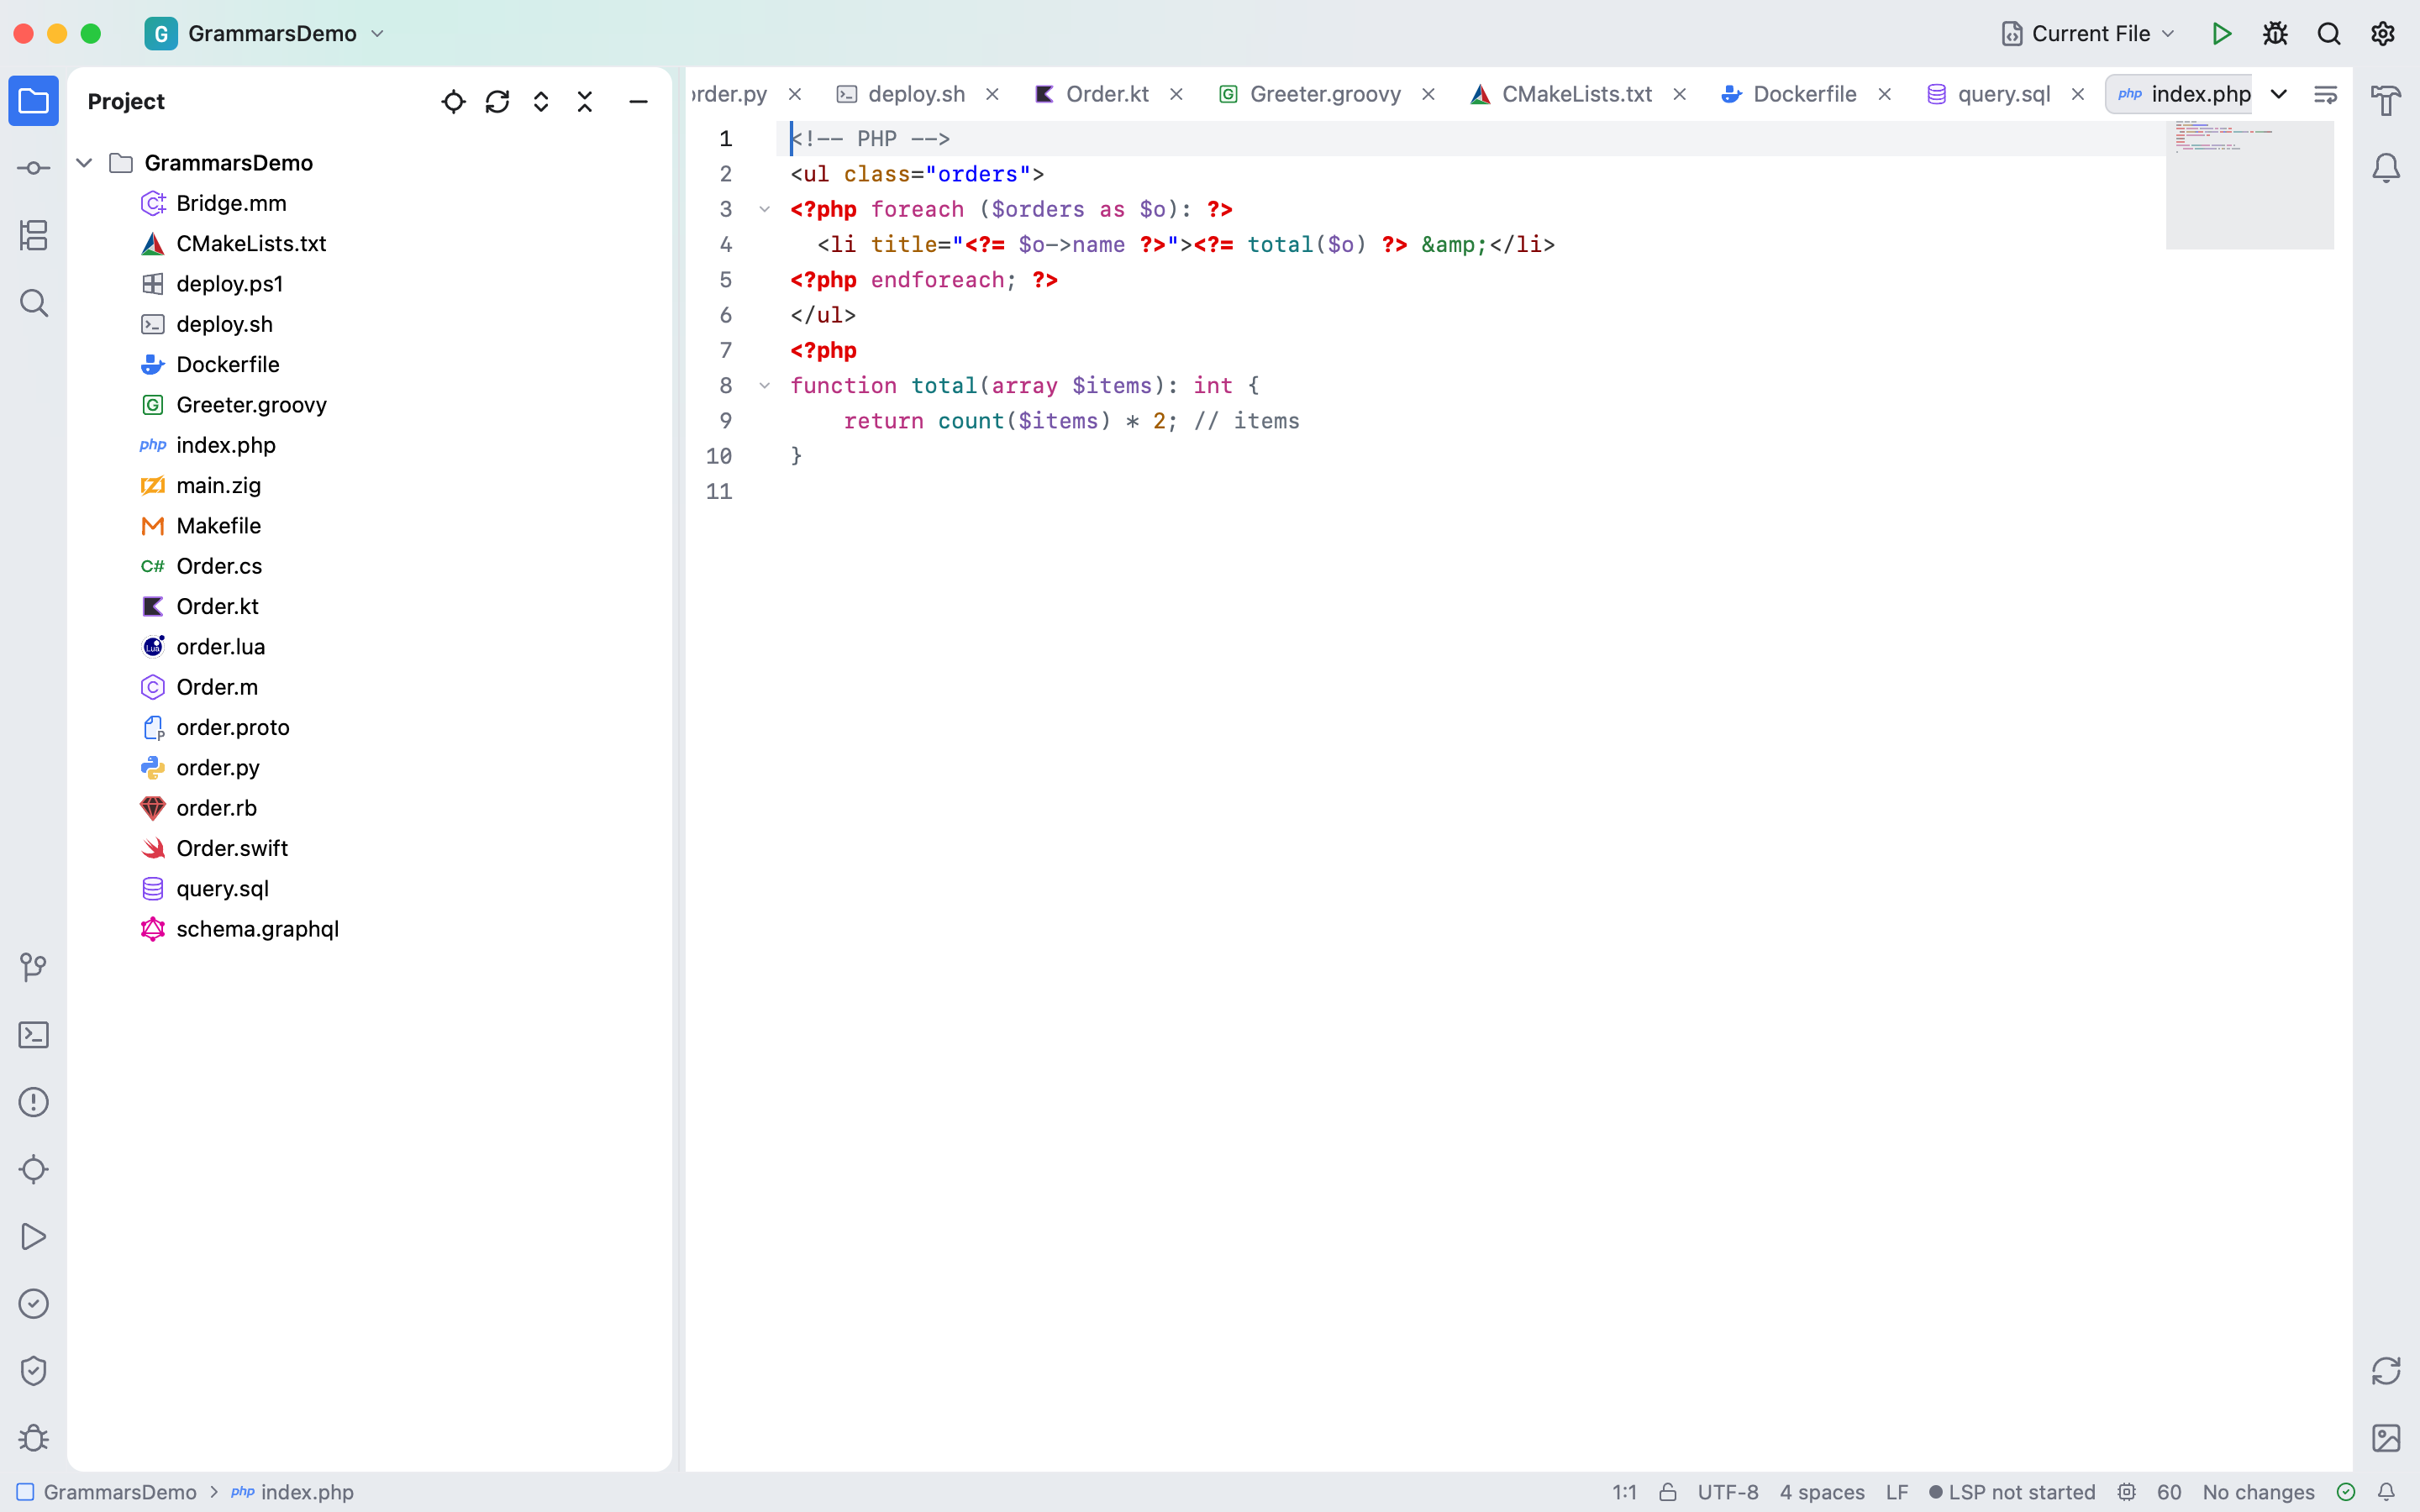 G GrammarsDemo Current File
Project
rder.py deploy.sh Order.kt Greeter.groovy CMakeLists.txt Dockerfile query.sql php index.php
GrammarsDemo
Bridge.mm
CMakeLists.txt
deploy.ps1
deploy.sh
Dockerfile
Greeter.groovy
php index.php
main.zig
Makefile
C# Order.cs
Order.kt
Lua order.lua
C Order.m
order.proto
order.py
order.rb
Order.swift
query.sql
schema.graphql
1 <!-- PHP -->
2 <ul class="orders">
3 <?php foreach ($orders as $o): ?>
4 <li title="<?= $o->name ?>"><?= total($o) ?> &amp;</li>
5 <?php endforeach; ?>
6 </ul>
7 <?php
8 function total(array $items): int {
9 return count($items) * 2; // items
10 }
11
GrammarsDemo > php index.php 1:1 UTF-8 4 spaces LF LSP not started 60 No changes